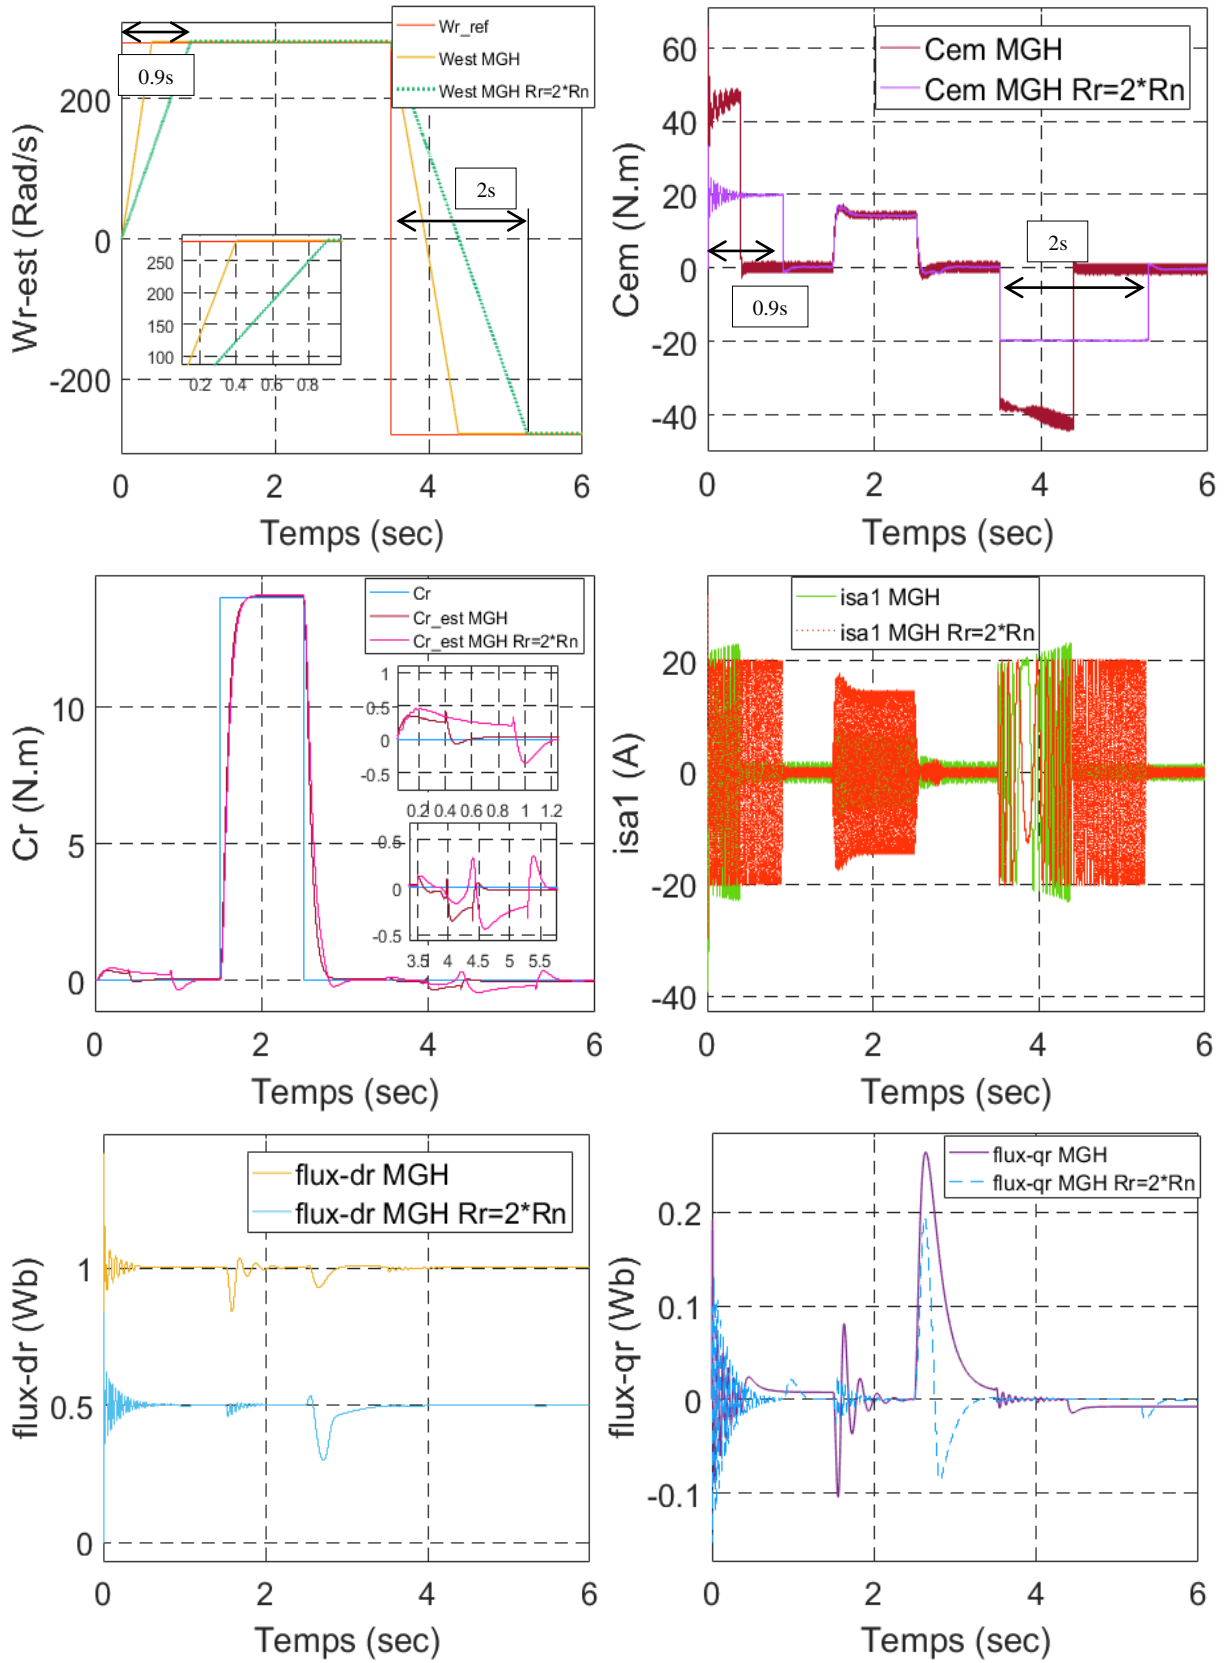 Wr_ref
West MGH
West MGH Rr=2*Rn
0.9s
2s
200
0
-200
Wr-est (Rad/s)
250
200
150
100
0.2 0.4 0.6 0.8
0 2 4 6
Temps (sec)
Cem MGH
Cem MGH Rr=2*Rn
60
40
20
0
-20
-40
Cem (N.m)
0.9s
2s
0 2 4 6
Temps (sec)
Cr
Cr_est MGH
Cr_est MGH Rr=2*Rn
10
5
0
Cr (N.m)
1
0.5
0
-0.5
0.2 0.4 0.6 0.8 1 1.2
0.5
0
-0.5
3.5 4 4.5 5 5.5
0 2 4 6
Temps (sec)
isa1 MGH
isa1 MGH Rr=2*Rn
20
0
-20
-40
isa1 (A)
0 2 4 6
Temps (sec)
flux-dr MGH
flux-dr MGH Rr=2*Rn
1
0.5
0
flux-dr (Wb)
0 2 4 6
Temps (sec)
flux-qr MGH
flux-qr MGH Rr=2*Rn
0.2
0.1
0
-0.1
flux-qr (Wb)
0 2 4 6
Temps (sec)